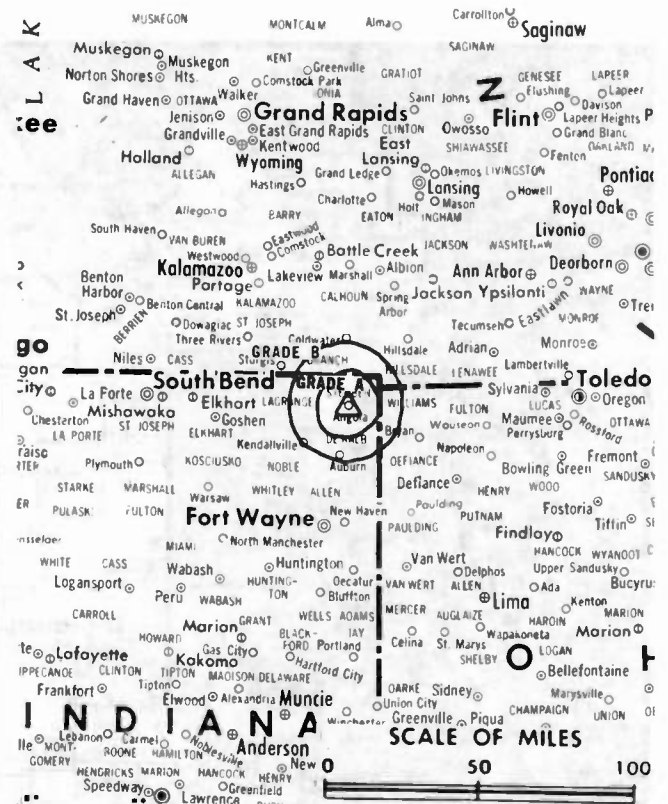 MUSKEGON MONTCALM Alma Carrollton Saginaw
SAGINAW
Muskegon Muskegon Hts. KENT Greenville GRATIOT GENESEE LAPEER
Norton Shores Comstock Park Flushing Lapeer
Grand Haven OTTAWA Walker Saint Johns Davison
Jenison Grand Rapids Owosso Flint Lapeer Heights
Grandville East Grand Rapids CLINTON Grand Blanc
Kentwood East Lansing SHIAWASSEE
Holland Wyoming Fenton
ALLEGAN Grand Ledge Okemos LIVINGSTON Pontiac
Hastings Lansing Howell
Charlotte Holt Mason Royal Oak
Allegan BARRY EATON INGHAM
South Haven VAN BUREN Eastwood Livonia
Westwood Comstock Battle Creek JACKSON WASHTENAW
Kalamazoo Lakeview Marshall Albion Ann Arbor Dearborn
Benton Harbor Portage
Benton Central KALAMAZOO CALHOUN Spring Arbor Jackson Ypsilanti WAYNE
St. Joseph Eastlawn
BERRIEN Dowagiac ST JOSEPH Tecumseh MONROE
Three Rivers Coldwater Hillsdale Adrian Monroe
go GRADE B BRANCH
Niles CASS Sturgis HILLSDALE LENAWEE Lambertville
City South Bend GRADE A Sylvania Toledo
La Porte Elkhart LAGRANGE WILLIAMS LUCAS Oregon
Mishawaka Goshen Angola FULTON Maumee
Chesterton ST JOSEPH Wauseon Perrysburg Rossford OTTAWA
LA PORTE ELKHART DE KALB Bryan
Kendallville Napoleon Fremont
Plymouth KOSCIUSKO NOBLE Auburn DEFIANCE Bowling Green SANDUSKY
STARKE MARSHALL WHITLEY ALLEN Defiance HENRY WOOD
Warsaw Fostoria
PULASKI FULTON New Haven Paulding PUTNAM
Fort Wayne PAULDING Tiffin
North Manchester Findlay
MIAMI HANCOCK WYANDOT
WHITE CASS Wabash Huntington Van Wert Upper Sandusky
Logansport HUNTINGTON Decatur VAN WERT ALLEN Delphos Ada
Peru WABASH Bluffton
CARROLL Lima Kenton
WELLS ADAMS MERCER AUGLAIZE HARDIN MARION
Marion GRANT Wapakoneta Marion
HOWARD BLACKFORD JAY Celina St. Marys
Lafayette Gas City Portland LOGAN
Kokomo Hartford City SHELBY O H
CLINTON TIPTON MADISON DELAWARE Bellefontaine
Frankfort Tipton
Elwood Alexandria Muncie DARKE Sidney Marysville
INDIANA Union City CHAMPAIGN UNION
Winchester Greenville Piqua
Lebanon Carmel Noblesville Anderson SCALE OF MILES
MONTGOMERY BOONE HAMILTON
HENDRICKS MARION HANCOCK HENRY New 0 50 100
Speedway Greenfield
Lawrence